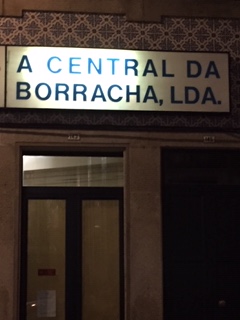 A CENTRAL DA
BORRACHA, LDA.